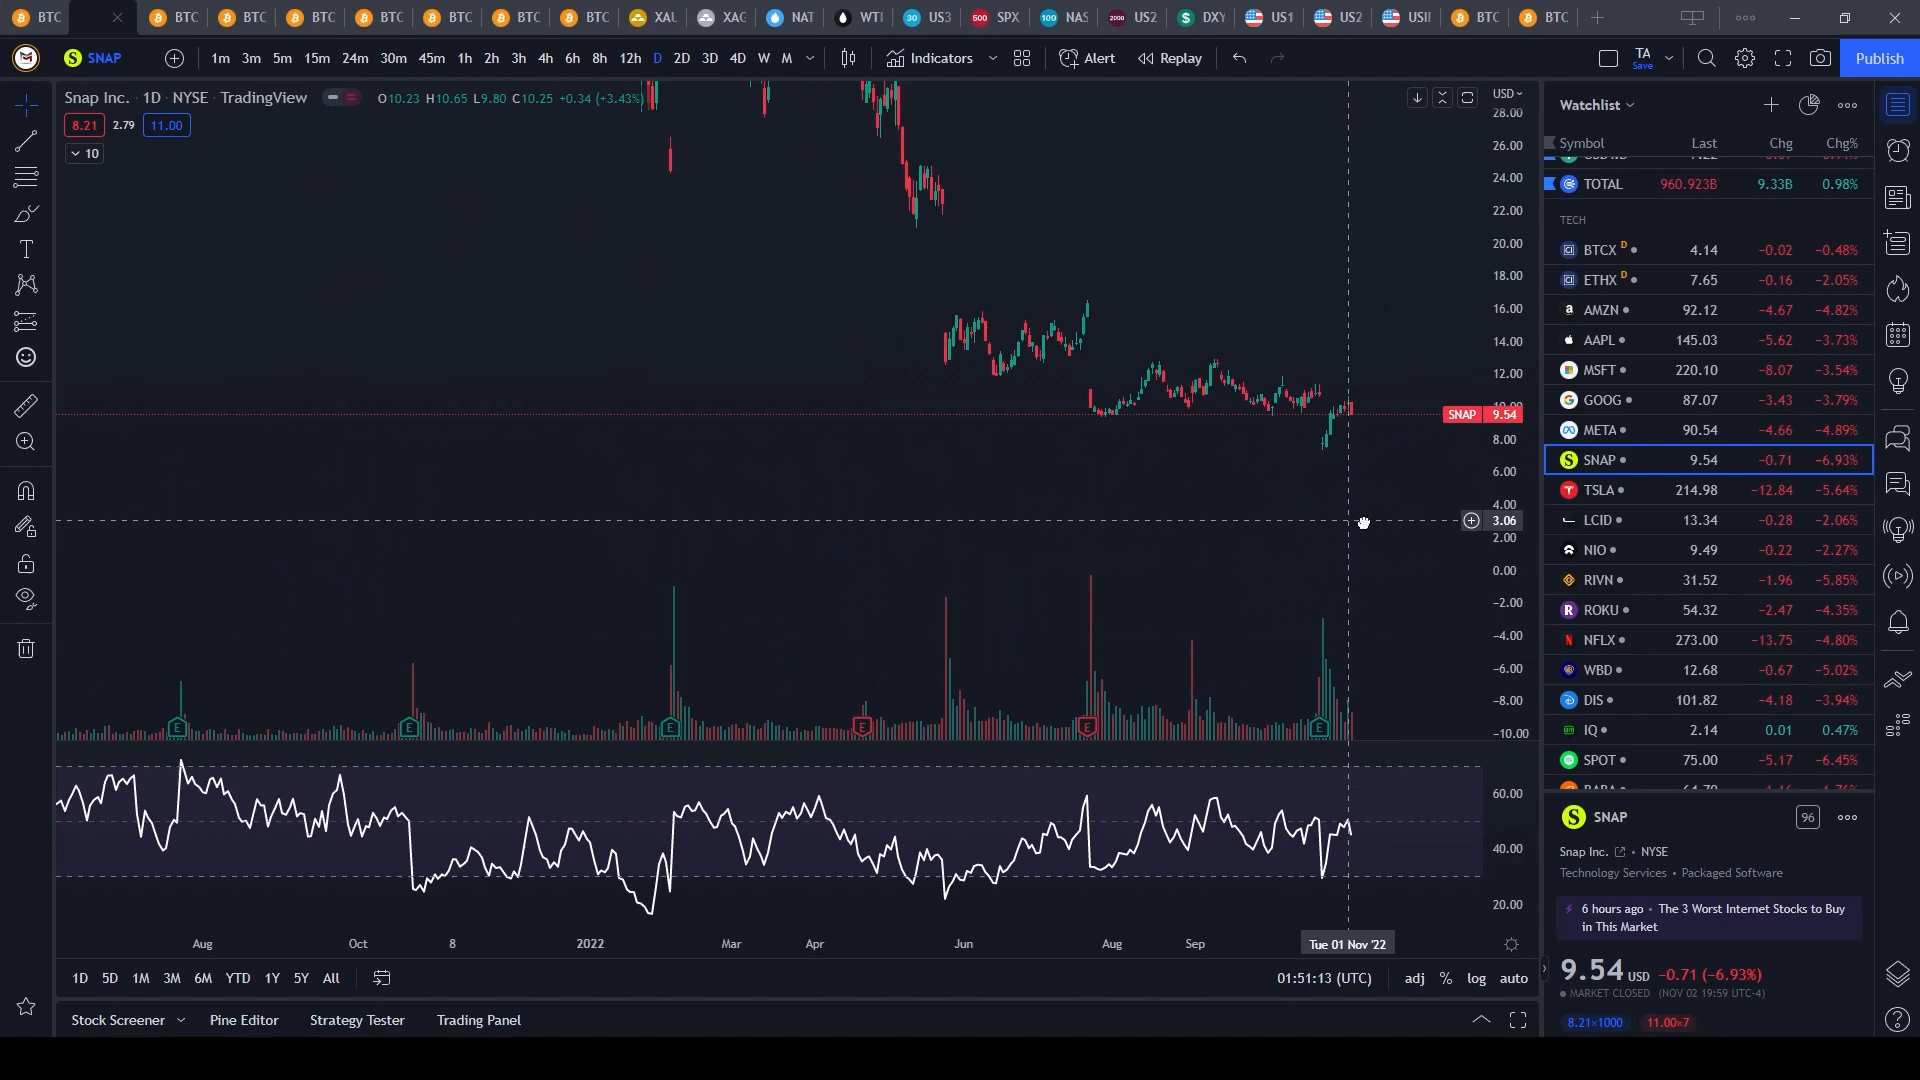 BTC BTC BTC BTC BTC BTC BTC BTC XAU XAG NAT WTI 30 US3 500 SPX 100 NAS 2000 US2 DXY US1 US2 USII BTC BTC
SNAP 1m 3m 5m 15m 24m 30m 45m 1h 2h 3h 4h 6h 8h 12h D 2D 3D 4D W M Indicators Alert Replay TA Save Publish
Snap Inc. · 1D · NYSE · TradingView O10.23 H10.65 L9.80 C10.25 +0.34 (+3.43%)
8.21 2.79 11.00
10
USD
28.00
26.00
24.00
22.00
20.00
18.00
16.00
14.00
12.00
SNAP 9.54
8.00
6.00
4.00
3.06
2.00
0.00
−2.00
−4.00
−6.00
−8.00
−10.00
E E E E E E
60.00
40.00
20.00
Aug Oct 8 2022 Mar Apr Jun Aug Sep Tue 01 Nov '22
1D 5D 1M 3M 6M YTD 1Y 5Y All 01:51:13 (UTC) adj % log auto
Stock Screener Pine Editor Strategy Tester Trading Panel
Watchlist
Symbol Last Chg Chg%
TOTAL 960.923B 9.33B 0.98%
TECH
BTCX D 4.14 −0.02 −0.48%
ETHX D 7.65 −0.16 −2.05%
AMZN 92.12 −4.67 −4.82%
AAPL 145.03 −5.62 −3.73%
MSFT 220.10 −8.07 −3.54%
GOOG 87.07 −3.43 −3.79%
META 90.54 −4.66 −4.89%
SNAP 9.54 −0.71 −6.93%
TSLA 214.98 −12.84 −5.64%
LCID 13.34 −0.28 −2.06%
NIO 9.49 −0.22 −2.27%
RIVN 31.52 −1.96 −5.85%
ROKU 54.32 −2.47 −4.35%
NFLX 273.00 −13.75 −4.80%
WBD 12.68 −0.67 −5.02%
DIS 101.82 −4.18 −3.94%
IQ 2.14 0.01 0.47%
SPOT 75.00 −5.17 −6.45%
SNAP 96
Snap Inc. • NYSE
Technology Services • Packaged Software
6 hours ago • The 3 Worst Internet Stocks to Buy
in This Market
9.54 USD −0.71 (−6.93%)
MARKET CLOSED (NOV 02 19:59 UTC-4)
8.21×1000 11.00×7